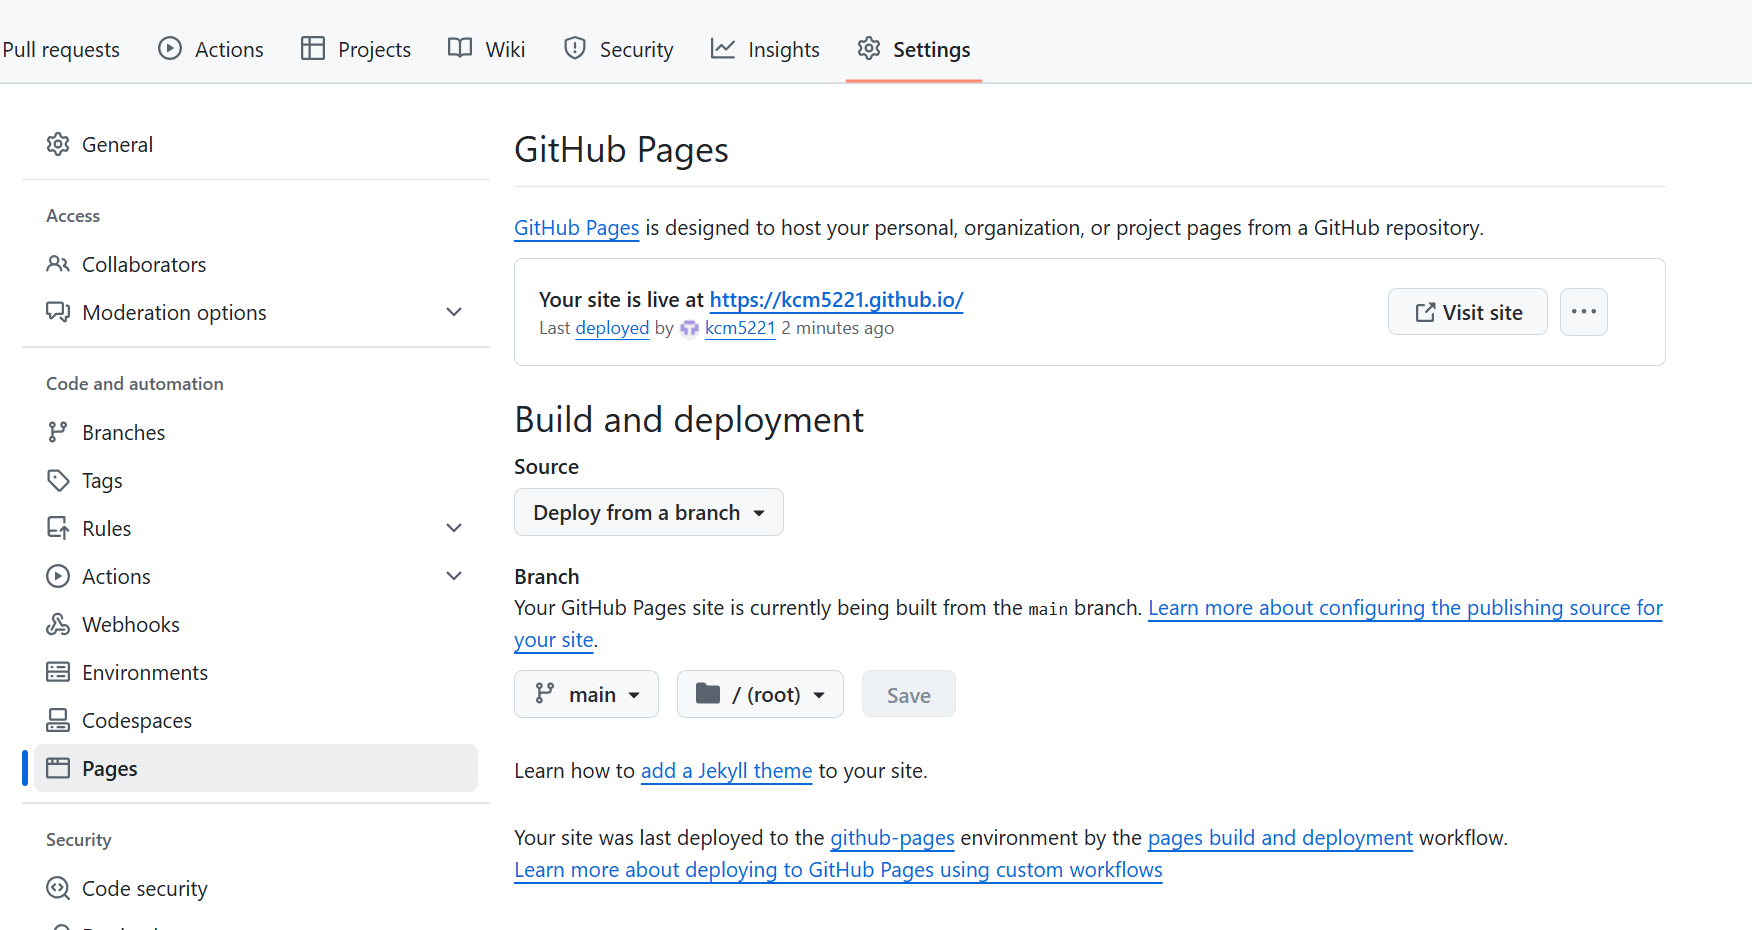 Pull requests Actions Projects Wiki Security Insights Settings
General
Access
Collaborators
Moderation options
Code and automation
Branches
Tags
Rules
Actions
Webhooks
Environments
Codespaces
Pages
Security
Code security
GitHub Pages
GitHub Pages is designed to host your personal, organization, or project pages from a GitHub repository.
Your site is live at https://kcm5221.github.io/
Last deployed by kcm5221 2 minutes ago
Visit site
Build and deployment
Source
Deploy from a branch
Branch
Your GitHub Pages site is currently being built from the main branch. Learn more about configuring the publishing source for
your site.
main / (root) Save
Learn how to add a Jekyll theme to your site.
Your site was last deployed to the github-pages environment by the pages build and deployment workflow.
Learn more about deploying to GitHub Pages using custom workflows